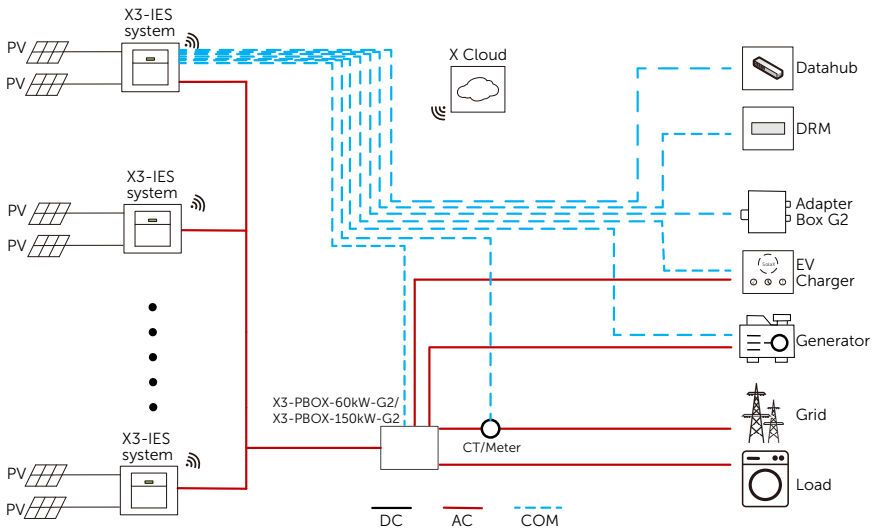 X3-IES
system
PV
PV
X Cloud
Datahub
DRM
X3-IES
system
PV
PV
Adapter
Box G2
SolaX
EV
Charger
Generator
X3-PBOX-60kW-G2/
X3-PBOX-150kW-G2
CT/Meter
Grid
X3-IES
system
PV
PV
Load
DC
AC
COM